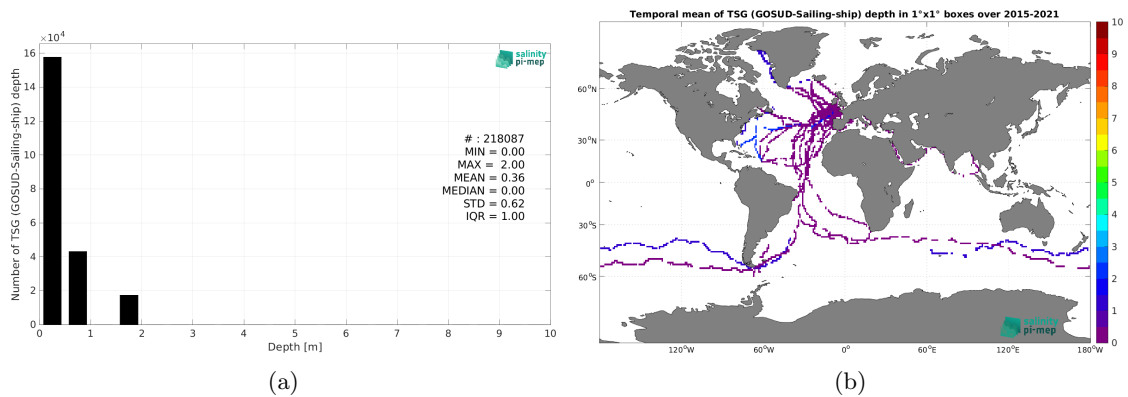 ×10⁴
16
14
12
10
8
6
4
2
0
Number of TSG (GOSUD-Sailing-ship) depth
salinity
pi-mep
# : 218087
MIN = 0.00
MAX = 2.00
MEAN = 0.36
MEDIAN = 0.00
STD = 0.62
IQR = 1.00
0 1 2 3 4 5 6 7 8 9 10
Depth [m]
(a)
Temporal mean of TSG (GOSUD-Sailing-ship) depth in 1°x1° boxes over 2015-2021
60°N
30°N
0°
30°S
60°S
120°W 60°W 0° 60°E 120°E 180°W
salinity
pi-mep
10
9
8
7
6
5
4
3
2
1
0
(b)